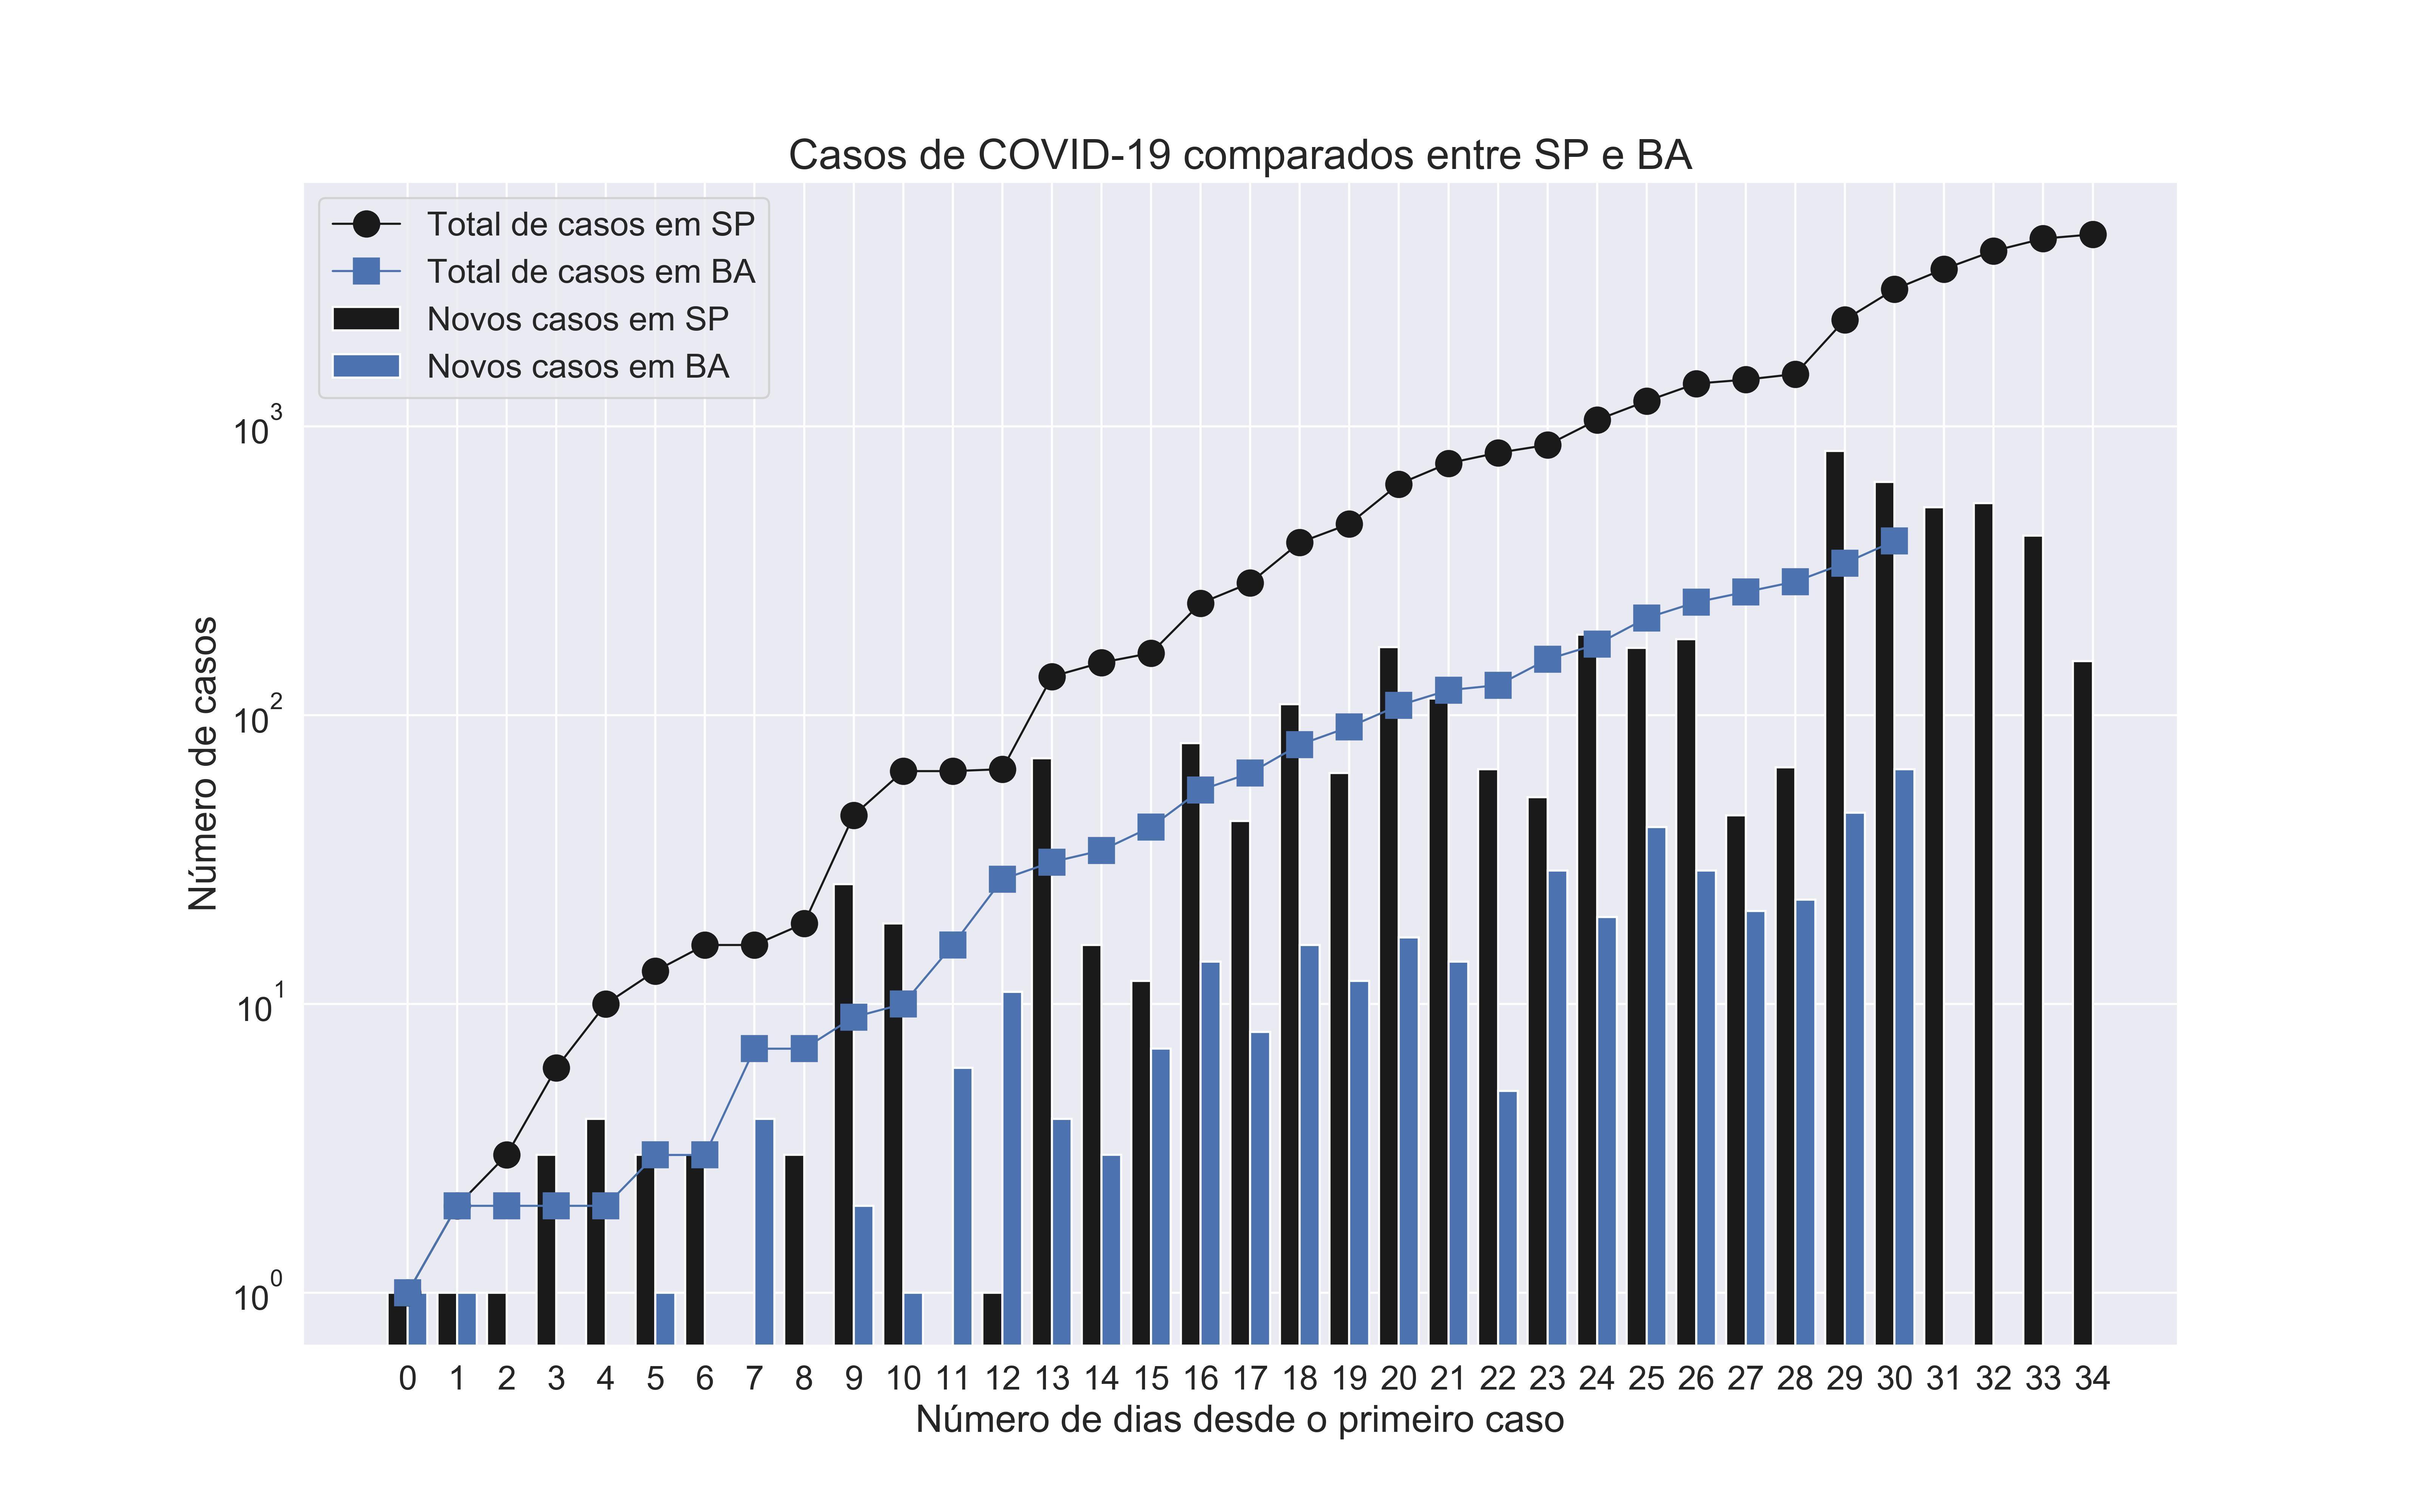 Casos de COVID-19 comparados entre SP e BA
Total de casos em SP
Total de casos em BA
Novos casos em SP
Novos casos em BA
Número de casos
10³
10²
10¹
10⁰
0 1 2 3 4 5 6 7 8 9 10 11 12 13 14 15 16 17 18 19 20 21 22 23 24 25 26 27 28 29 30 31 32 33 34
Número de dias desde o primeiro caso